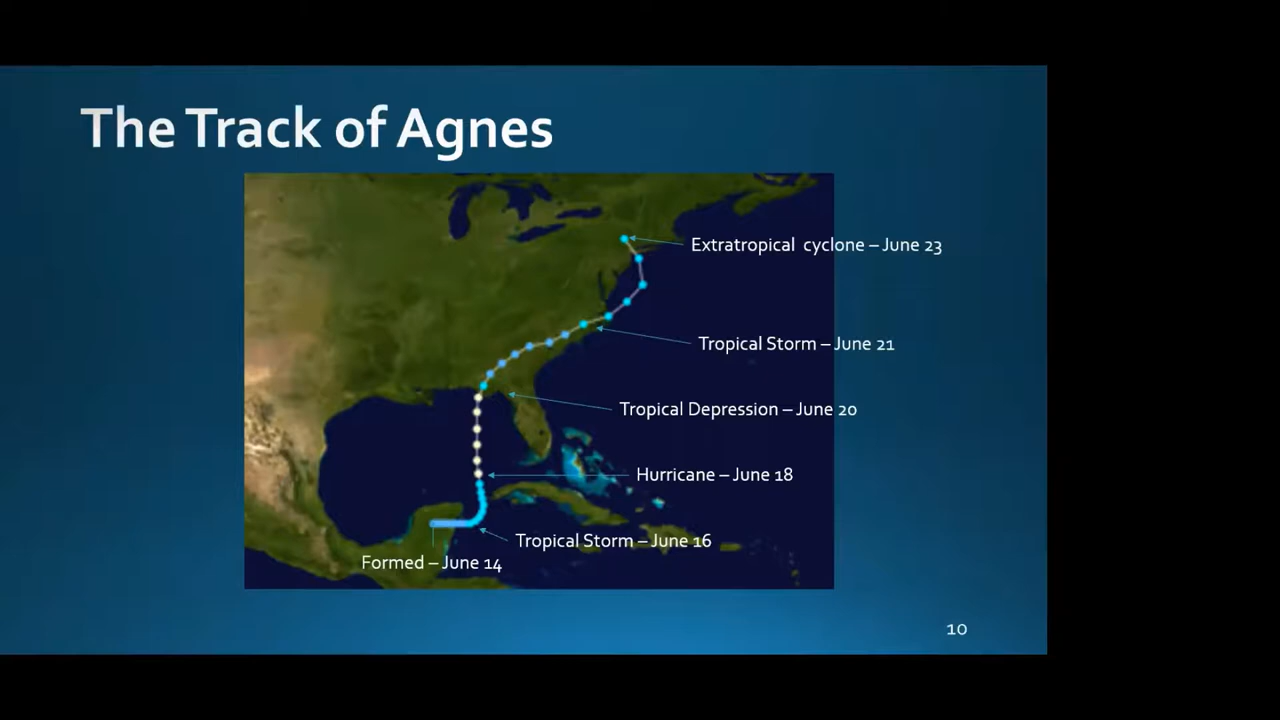 The Track of Agnes
Extratropical cyclone – June 23
Tropical Storm – June 21
Tropical Depression – June 20
Hurricane – June 18
Tropical Storm – June 16
Formed – June 14
10